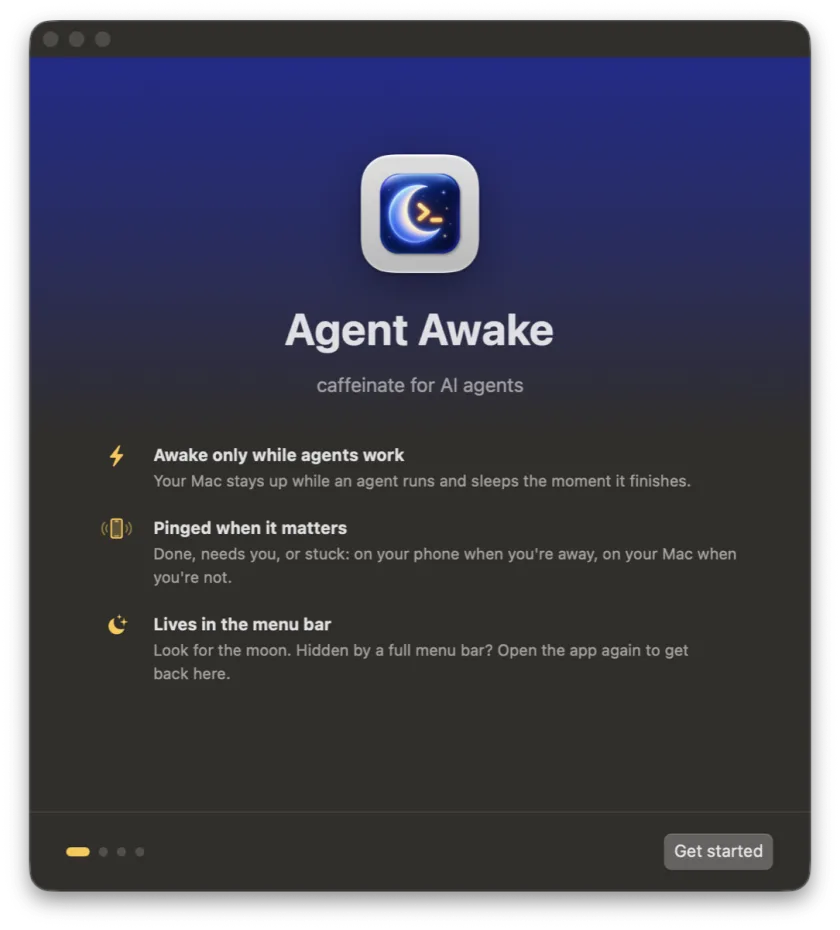 Agent Awake
caffeinate for AI agents
Awake only while agents work
Your Mac stays up while an agent runs and sleeps the moment it finishes.
Pinged when it matters
Done, needs you, or stuck: on your phone when you're away, on your Mac when
you're not.
Lives in the menu bar
Look for the moon. Hidden by a full menu bar? Open the app again to get
back here.
Get started